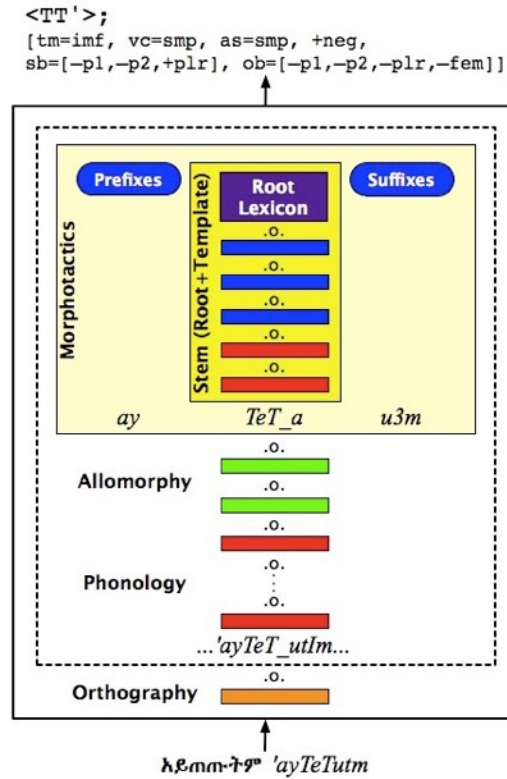 <TT'>;
[tm=imf, vc=smp, as=smp, +neg,
sb=[–p1,–p2,+plr], ob=[–p1,–p2,–plr,–fem]]
Prefixes
Root
Lexicon
Suffixes
.o.
.o.
.o.
.o.
.o.
Stem (Root+Template)
Morphotactics
ay TeT_a u3m
.o.
Allomorphy
.o.
.o.
.o.
Phonology
.o.
...'ayTeT_utIm...
.o.
Orthography
አይጠጡትም 'ayTeTutm